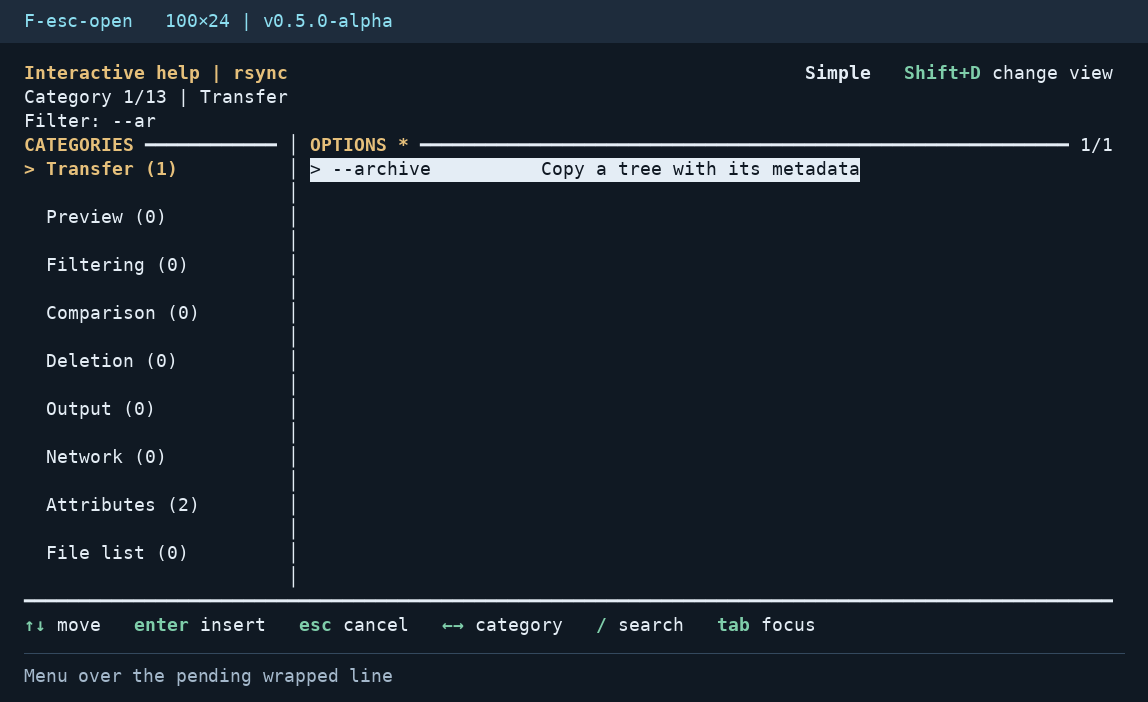 F-esc-open   100×24 | v0.5.0-alpha
Interactive help | rsync   Simple   Shift+D change view
Category 1/13 | Transfer
Filter: --ar
CATEGORIES   OPTIONS *   1/1
> Transfer (1)   > --archive          Copy a tree with its metadata
Preview (0)
Filtering (0)
Comparison (0)
Deletion (0)
Output (0)
Network (0)
Attributes (2)
File list (0)
↑↓ move   enter insert   esc cancel   ←→ category   / search   tab focus
Menu over the pending wrapped line